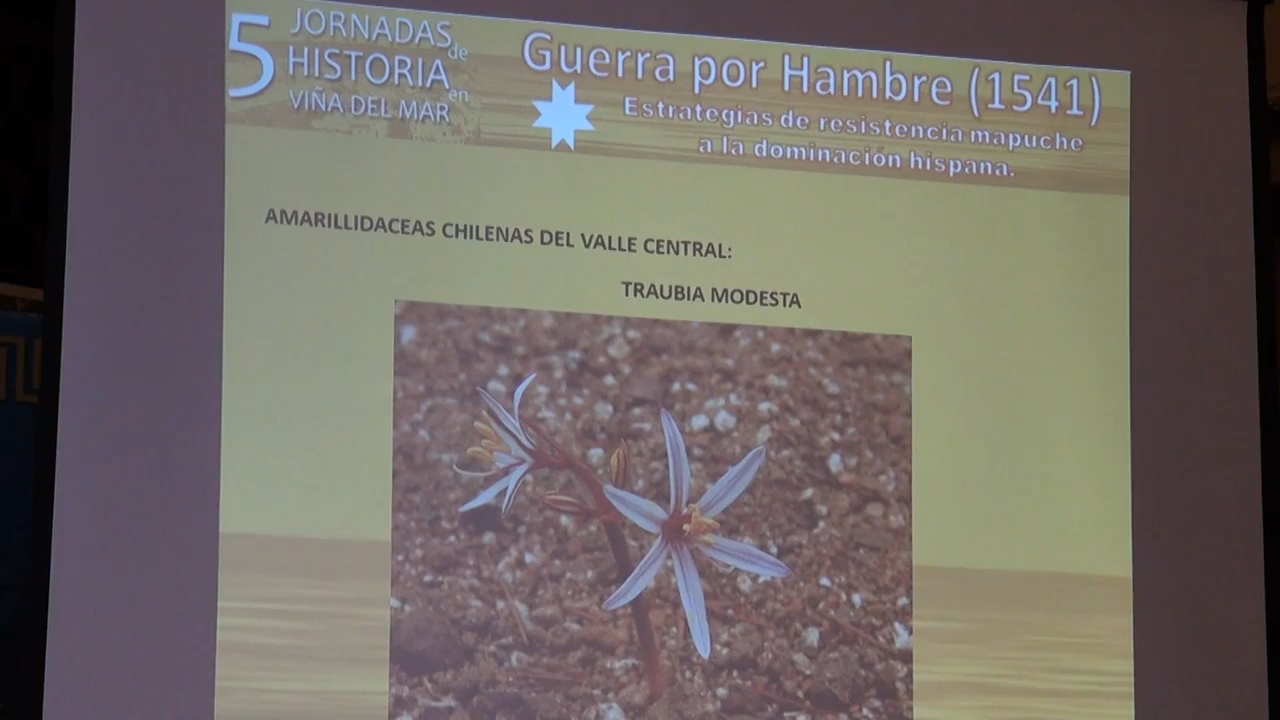 5 JORNADAS de
HISTORIA en
VIÑA DEL MAR
Guerra por Hambre (1541)
Estrategias de resistencia mapuche
a la dominación hispana.
AMARILLIDACEAS CHILENAS DEL VALLE CENTRAL:
TRAUBIA MODESTA